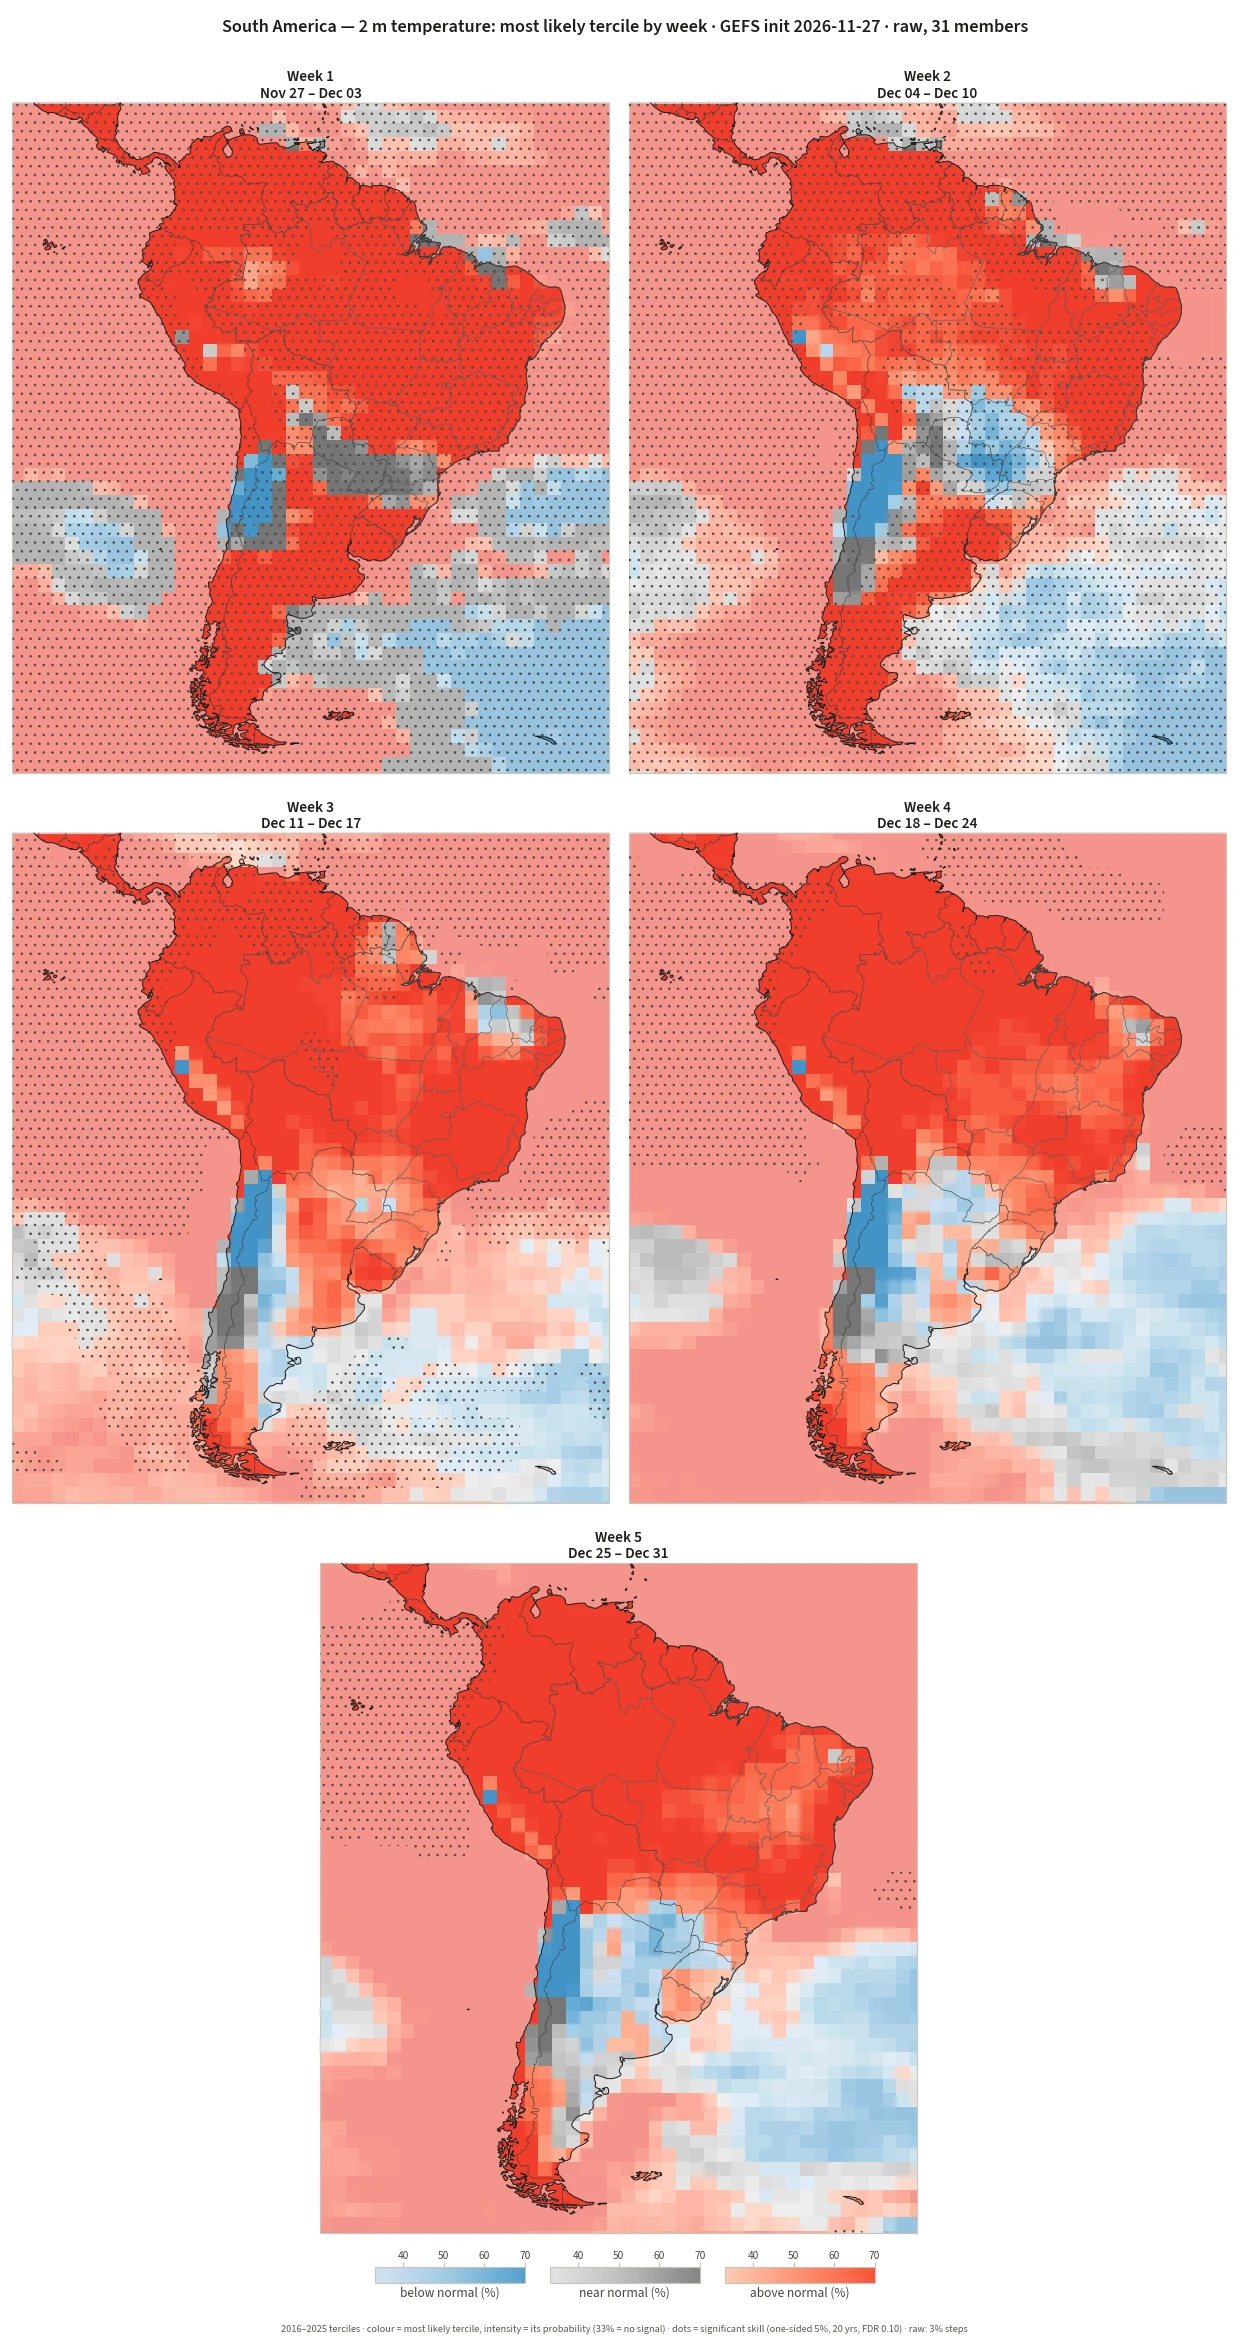 South America — 2 m temperature: most likely tercile by week · GEFS init 2026-11-27 · raw, 31 members
Week 1
Nov 27 – Dec 03
Week 2
Dec 04 – Dec 10
Week 3
Dec 11 – Dec 17
Week 4
Dec 18 – Dec 24
Week 5
Dec 25 – Dec 31
40 50 60 70
below normal (%)
40 50 60 70
near normal (%)
40 50 60 70
above normal (%)
2016–2025 terciles · colour = most likely tercile, intensity = its probability (33% = no signal) · dots = significant skill (one-sided 5%, 20 yrs, FDR 0.10) · raw: 3% steps